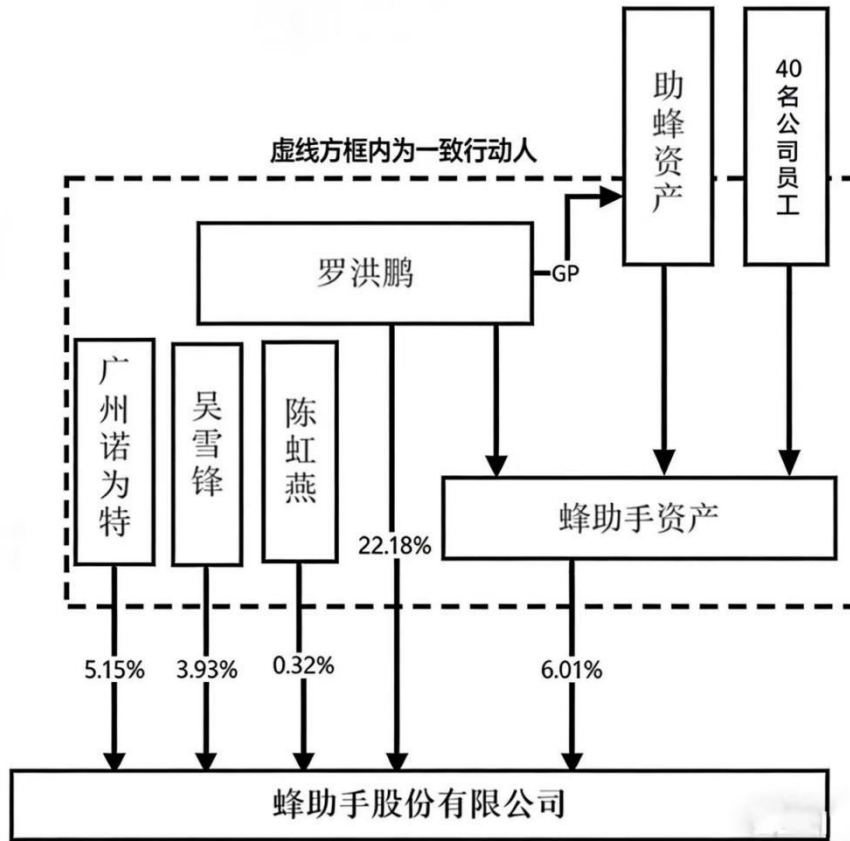 助蜂资产
40名公司员工
虚线方框内为一致行动人
罗洪鹏
GP
广州诺为特
吴雪锋
陈虹燕
蜂助手资产
22.18%
5.15%
3.93%
0.32%
6.01%
蜂助手股份有限公司